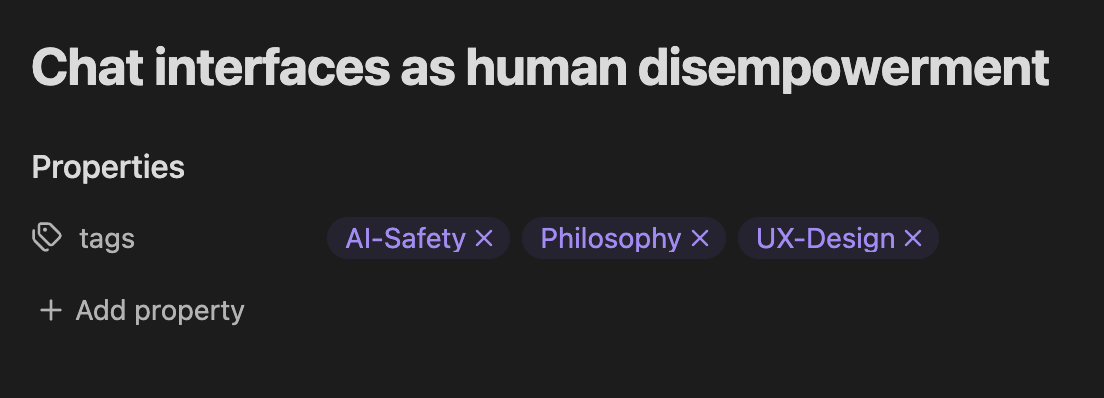 Chat interfaces as human disempowerment
Properties
tags AI-Safety × Philosophy × UX-Design ×
+ Add property